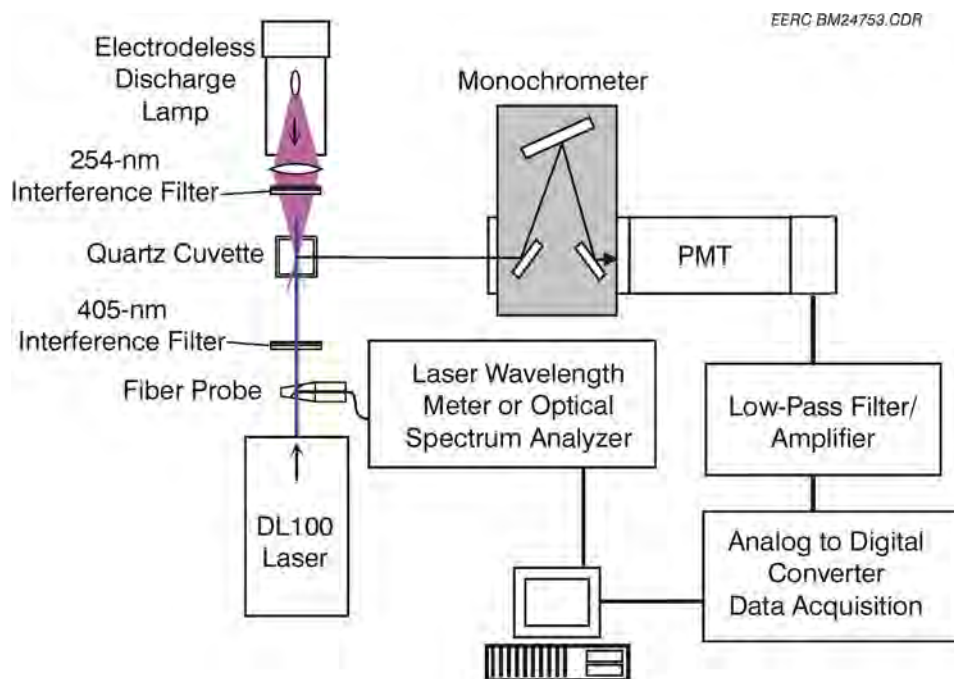 EERC BM24753.CDR
Electrodeless
Discharge
Lamp
Monochrometer
254-nm
Interference Filter
Quartz Cuvette
PMT
405-nm
Interference Filter
Fiber Probe
Laser Wavelength
Meter or Optical
Spectrum Analyzer
Low-Pass Filter/
Amplifier
DL100
Laser
Analog to Digital
Converter
Data Acquisition